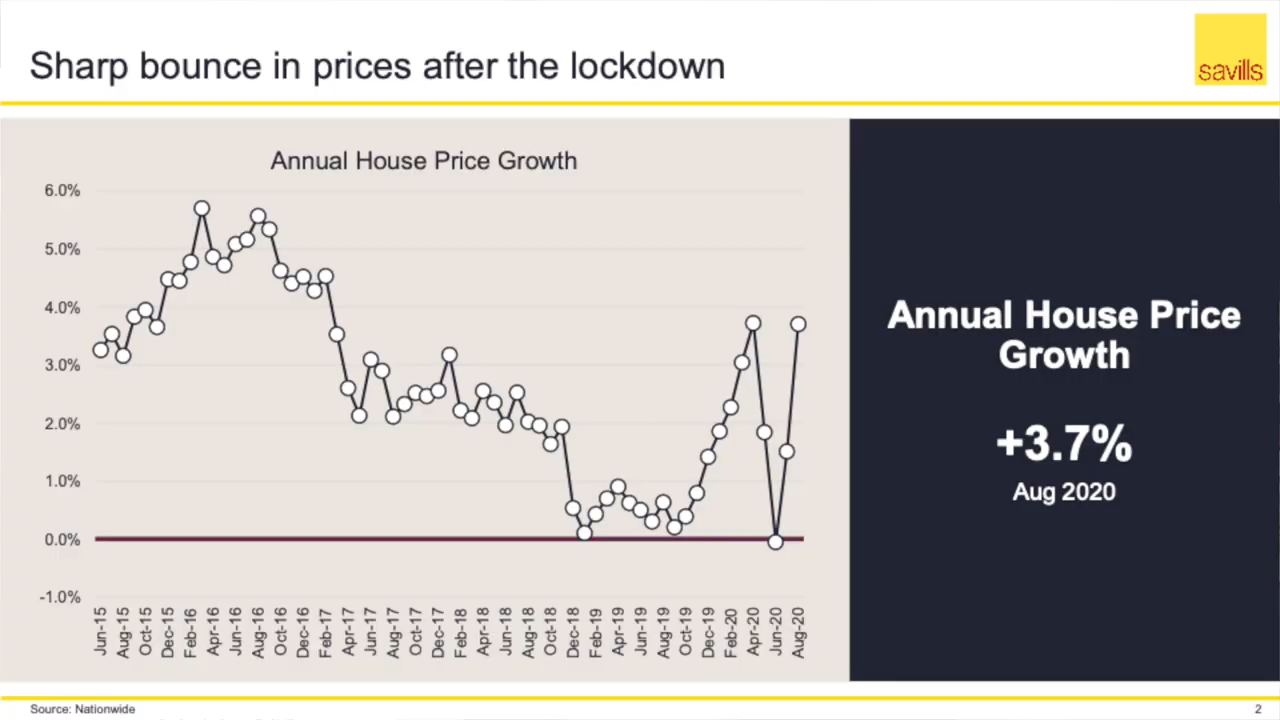 Sharp bounce in prices after the lockdown
savills
Annual House Price Growth
6.0%
5.0%
4.0%
3.0%
2.0%
1.0%
0.0%
-1.0%
Jun-15
Aug-15
Oct-15
Dec-15
Feb-16
Apr-16
Jun-16
Aug-16
Oct-16
Dec-16
Feb-17
Apr-17
Jun-17
Aug-17
Oct-17
Dec-17
Feb-18
Apr-18
Jun-18
Aug-18
Oct-18
Dec-18
Feb-19
Apr-19
Jun-19
Aug-19
Oct-19
Dec-19
Feb-20
Apr-20
Jun-20
Aug-20
Annual House Price
Growth
+3.7%
Aug 2020
Source: Nationwide
2